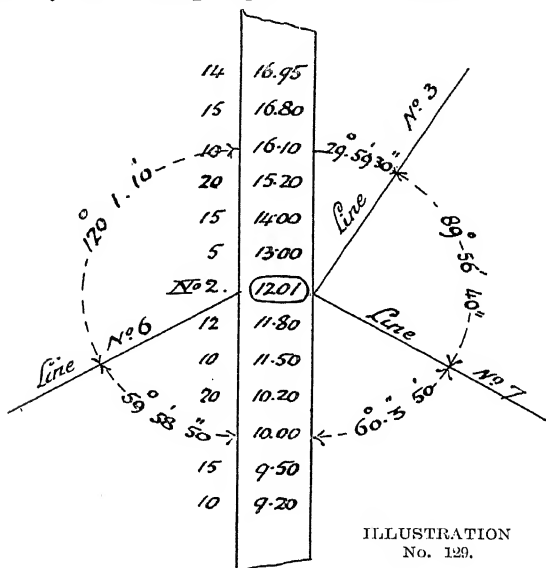 14 16.95
No 3
15 16.80
10 16.10 29° 59' 30"
20 15.20
120° 1' 10'
15 14.00 Line 89° 56' 40"
5 13.00
No 2. 1201
Line No 6 12 11.80 Line No 7
10 11.50
59° 58' 50" 20 10.20 60° 3" 50'
10.00
15 9.50
10 9.20
ILLUSTRATION
No. 129.